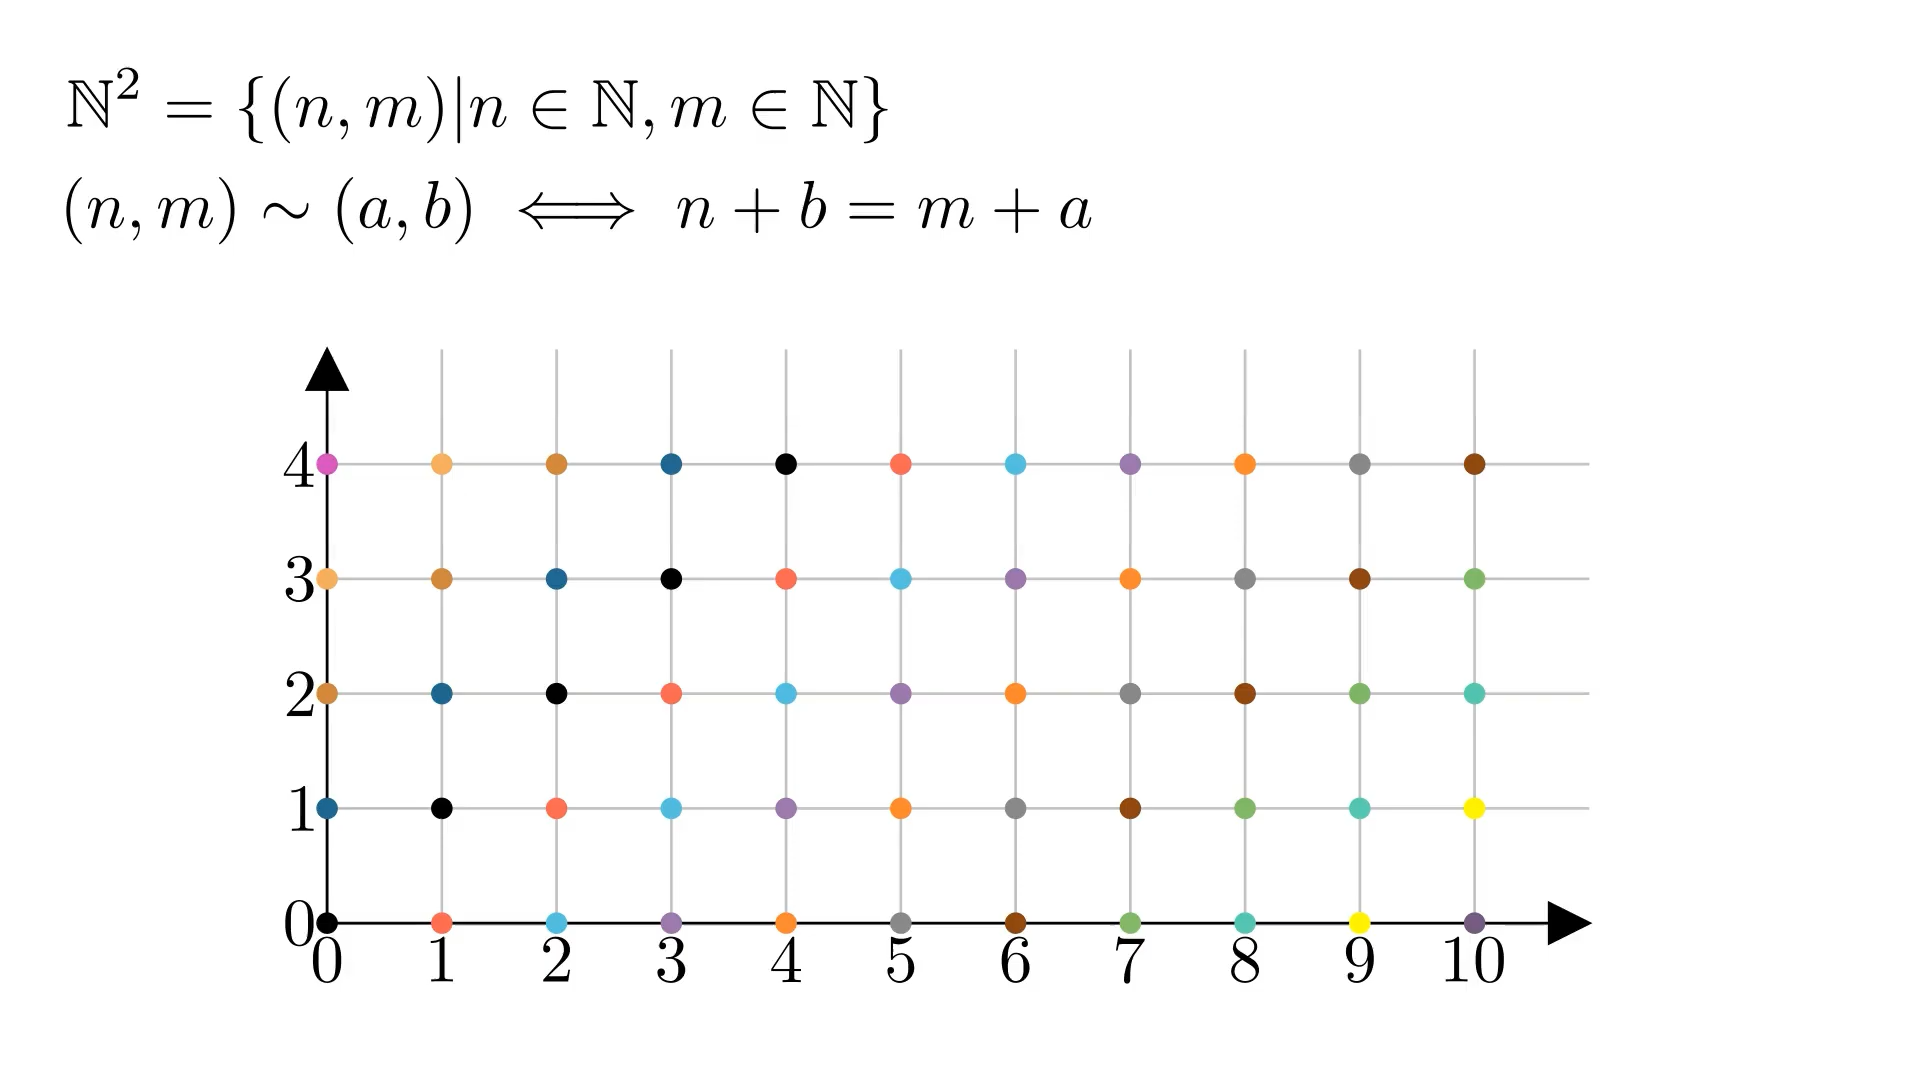 ℕ² = {(n, m)|n ∈ ℕ, m ∈ ℕ}
(n, m) ∼ (a, b) ⟺ n + b = m + a
4
3
2
1
0
0 1 2 3 4 5 6 7 8 9 10